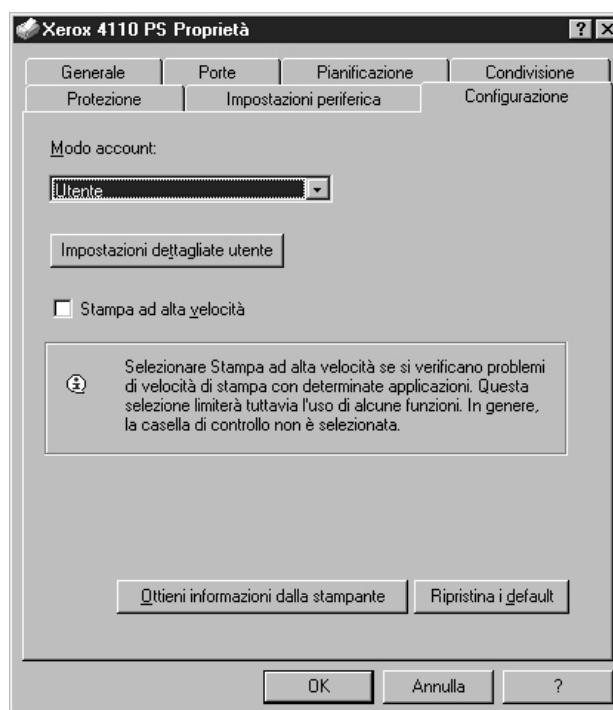 Xerox 4110 PS Proprietà
Generale Porte Pianificazione Condivisione
Protezione Impostazioni periferica Configurazione
Modo account:
Utente
Impostazioni dettagliate utente
Stampa ad alta velocità
Selezionare Stampa ad alta velocità se si verificano problemi
di velocità di stampa con determinate applicazioni. Questa
selezione limiterà tuttavia l'uso di alcune funzioni. In genere,
la casella di controllo non è selezionata.
Ottieni informazioni dalla stampante Ripristina i default
OK Annulla ?